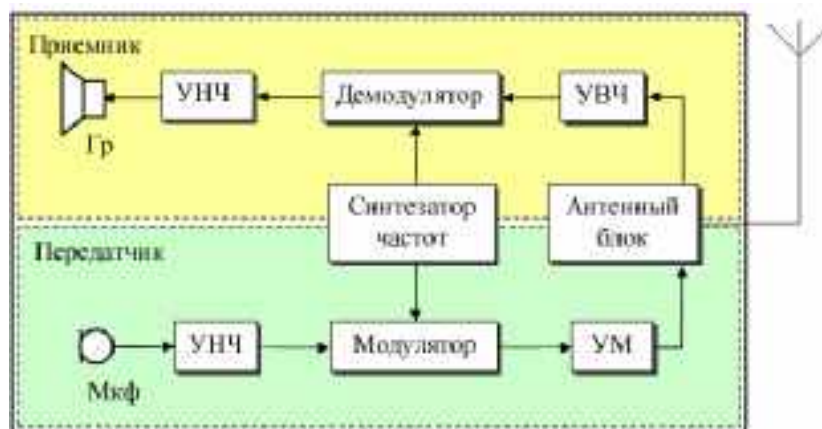 Приемник
УНЧ
Демодулятор
УВЧ
Гр
Синтезатор
частот
Антенный
блок
Передатчик
УНЧ
Модулятор
УМ
Мкф